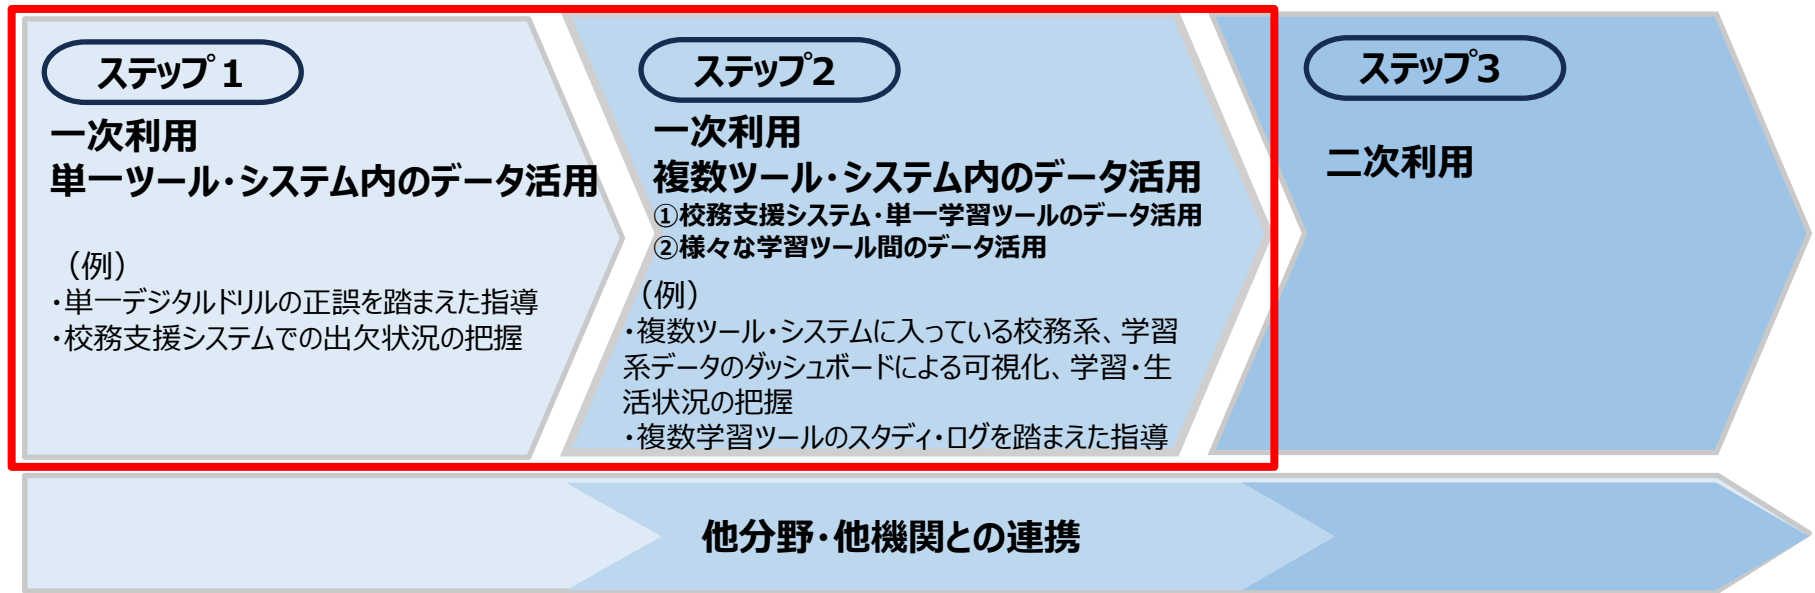 ステップ１
一次利用
単一ツール・システム内のデータ活用
（例）
・単一デジタルドリルの正誤を踏まえた指導
・校務支援システムでの出欠状況の把握
ステップ2
一次利用
複数ツール・システム内のデータ活用
①校務支援システム・単一学習ツールのデータ活用
②様々な学習ツール間のデータ活用
（例）
・複数ツール・システムに入っている校務系、学習
系データのダッシュボードによる可視化、学習・生
活状況の把握
・複数学習ツールのスタディ・ログを踏まえた指導
ステップ3
二次利用
他分野・他機関との連携